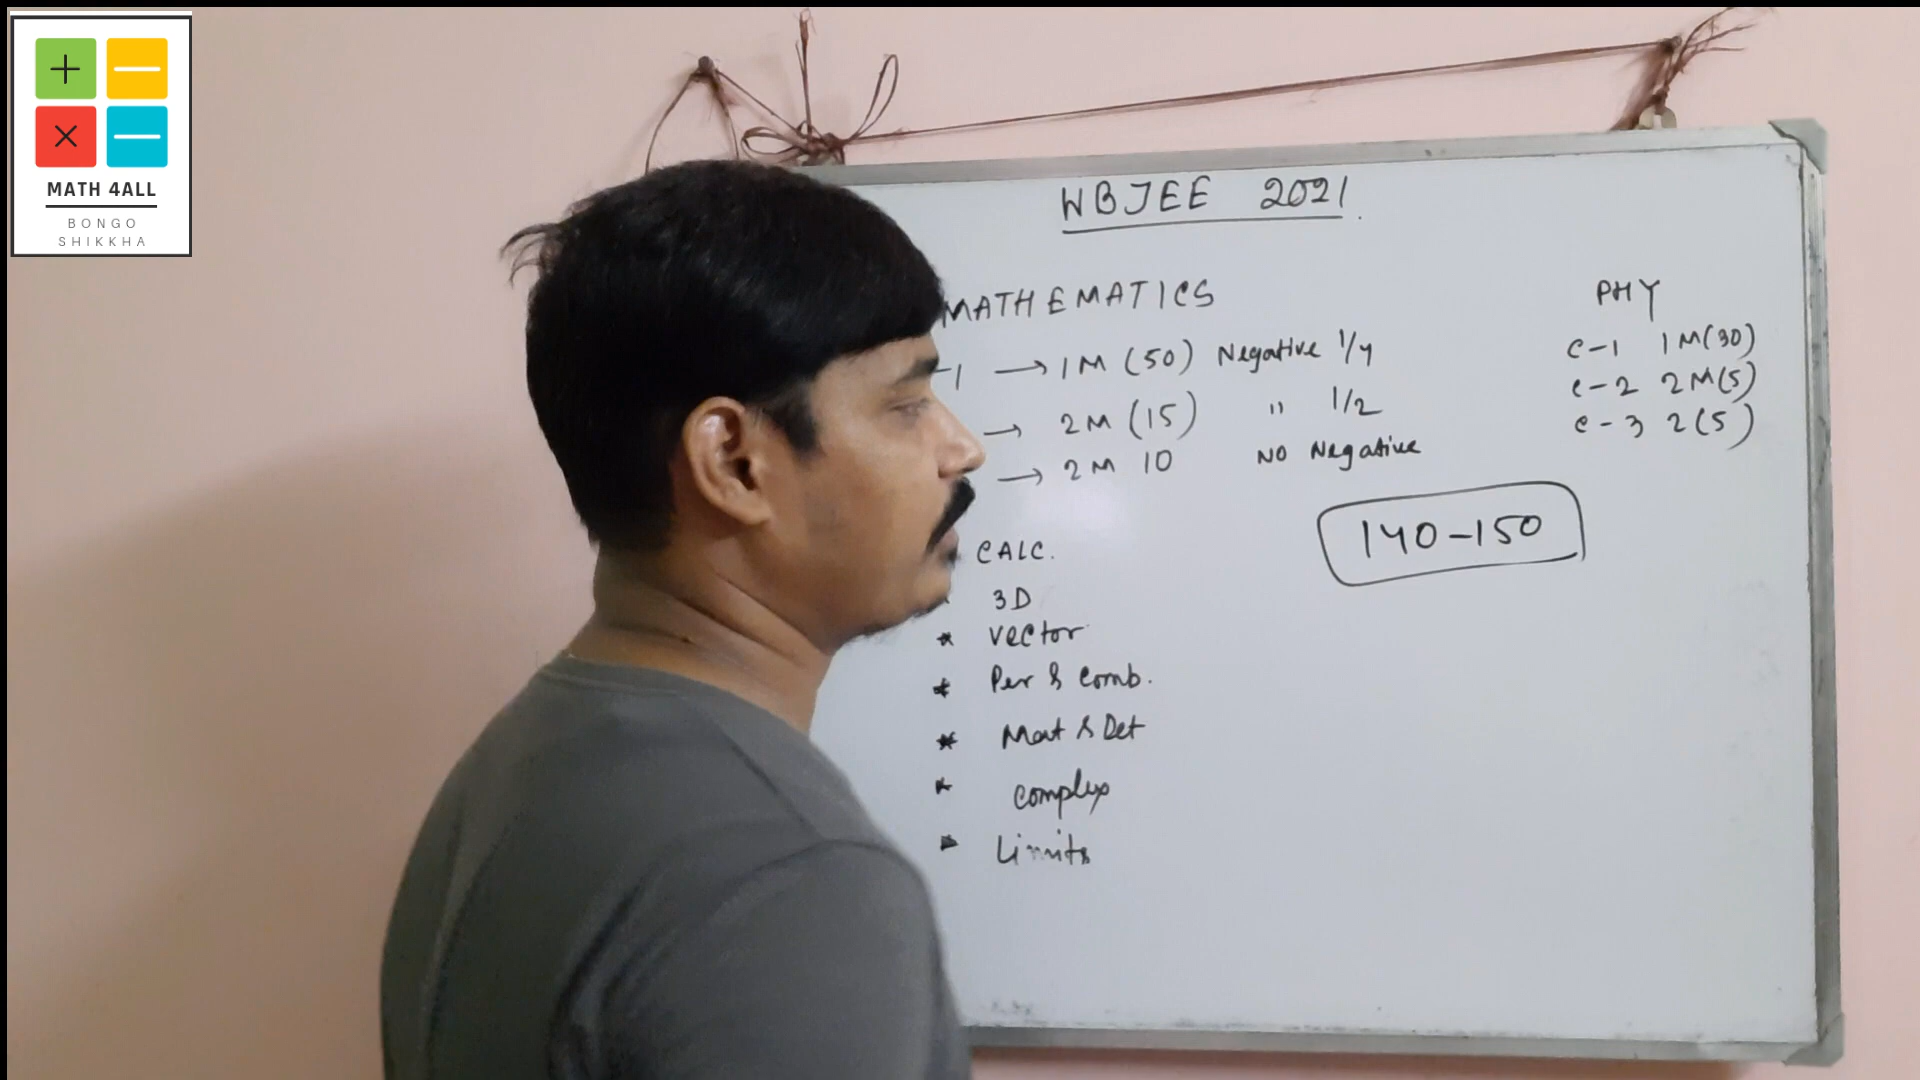 + −
× −
MATH 4ALL
BONGO
SHIKKHA
WBJEE 2021.
MATHEMATICS
-1 → 1M (50) Negative 1/4
→ 2M (15) " 1/2
→ 2M 10 NO Negative
PHY
C-1 1M(30)
C-2 2M(5)
C-3 2(5)
140-150
CALC.
3D
* Vector
* Per & Comb.
* Mat & Det
* Complex
Limits